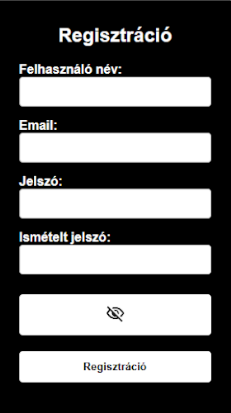 Regisztráció
Felhasználó név:
Email:
Jelszó:
Ismételt jelszó:
Regisztráció